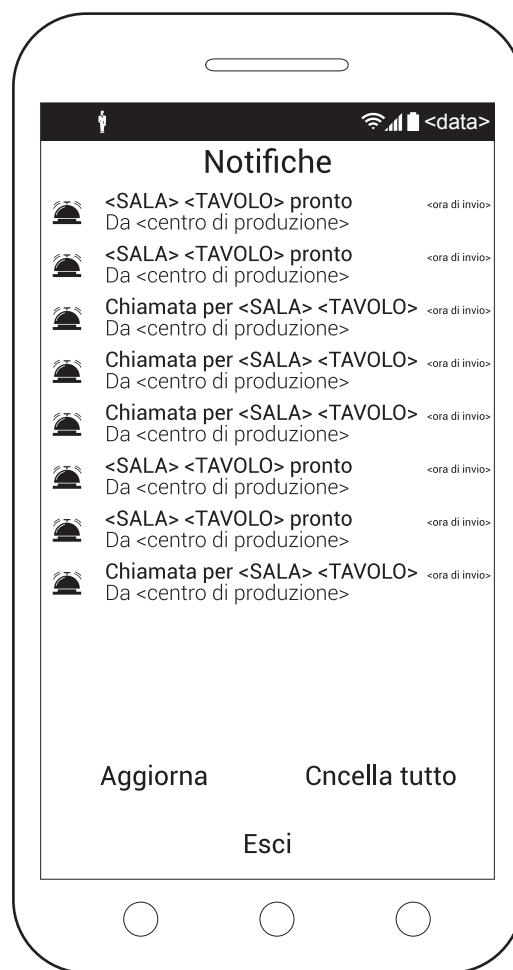 <data>
Notifiche
<SALA> <TAVOLO> pronto <ora di invio>
Da <centro di produzione>
<SALA> <TAVOLO> pronto <ora di invio>
Da <centro di produzione>
Chiamata per <SALA> <TAVOLO> <ora di invio>
Da <centro di produzione>
Chiamata per <SALA> <TAVOLO> <ora di invio>
Da <centro di produzione>
Chiamata per <SALA> <TAVOLO> <ora di invio>
Da <centro di produzione>
<SALA> <TAVOLO> pronto <ora di invio>
Da <centro di produzione>
<SALA> <TAVOLO> pronto <ora di invio>
Da <centro di produzione>
Chiamata per <SALA> <TAVOLO> <ora di invio>
Da <centro di produzione>
Aggiorna Cncella tutto
Esci